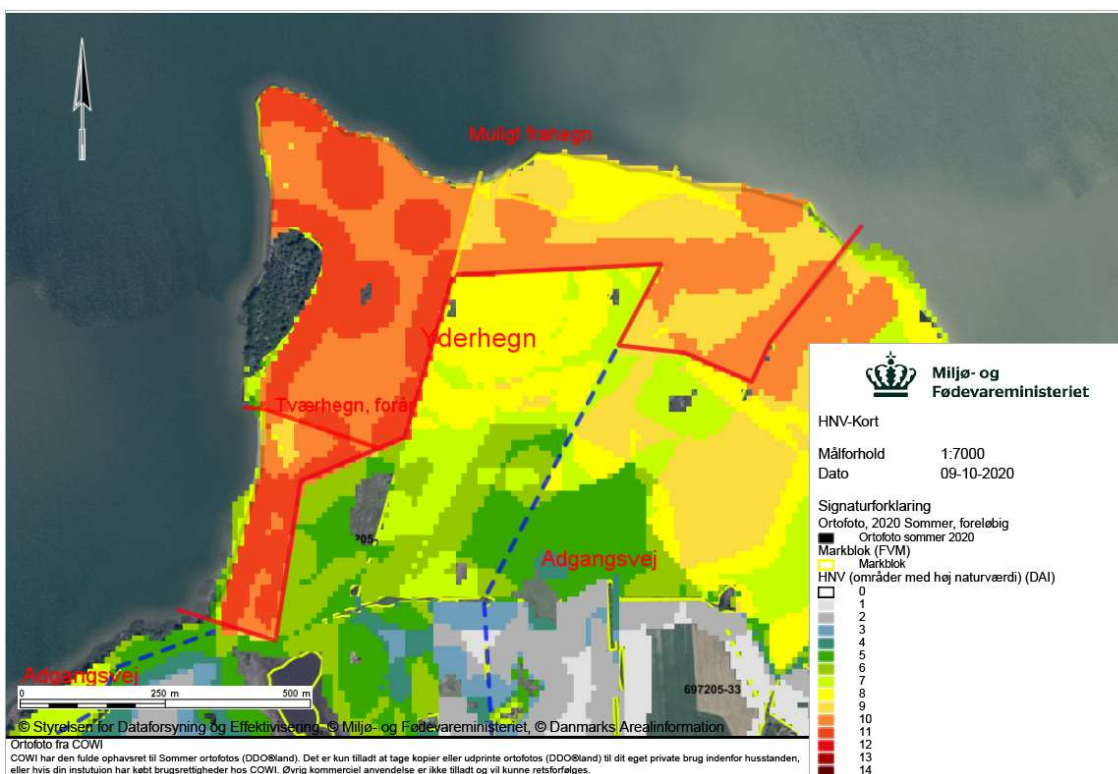 Muligl frahegn
Yderhegn
Tværhegn, forår
205-
Adgangsvej
Adgangsvej
697205-33
0 250 m 500 m
© Styrelsen for Dataforsyning og Effektivisering, © Miljø- og Fødevareministeriet, © Danmarks Arealinformation
Miljø- og
Fødevareministeriet
HNV-Kort
Målforhold 1:7000
Dato 09-10-2020
Signaturforklaring
Ortofoto, 2020 Sommer, foreløbig
Ortofoto sommer 2020
Markblok (FVM)
Markblok
HNV (områder med høj naturværdi) (DAI)
0
1
2
3
4
5
6
7
8
9
10
11
12
13
14
Ortofoto fra COWI
COWI har den fulde ophavsret til Sommer ortofotos (DDO®land). Det er kun tilladt at tage kopier eller udprinte ortofotos (DDO®land) til dit eget private brug indenfor husstanden,
eller hvis din instutuion har købt brugsrettigheder hos COWI. Øvrig kommerciel anvendelse er ikke tilladt og vil kunne retsforfølges.